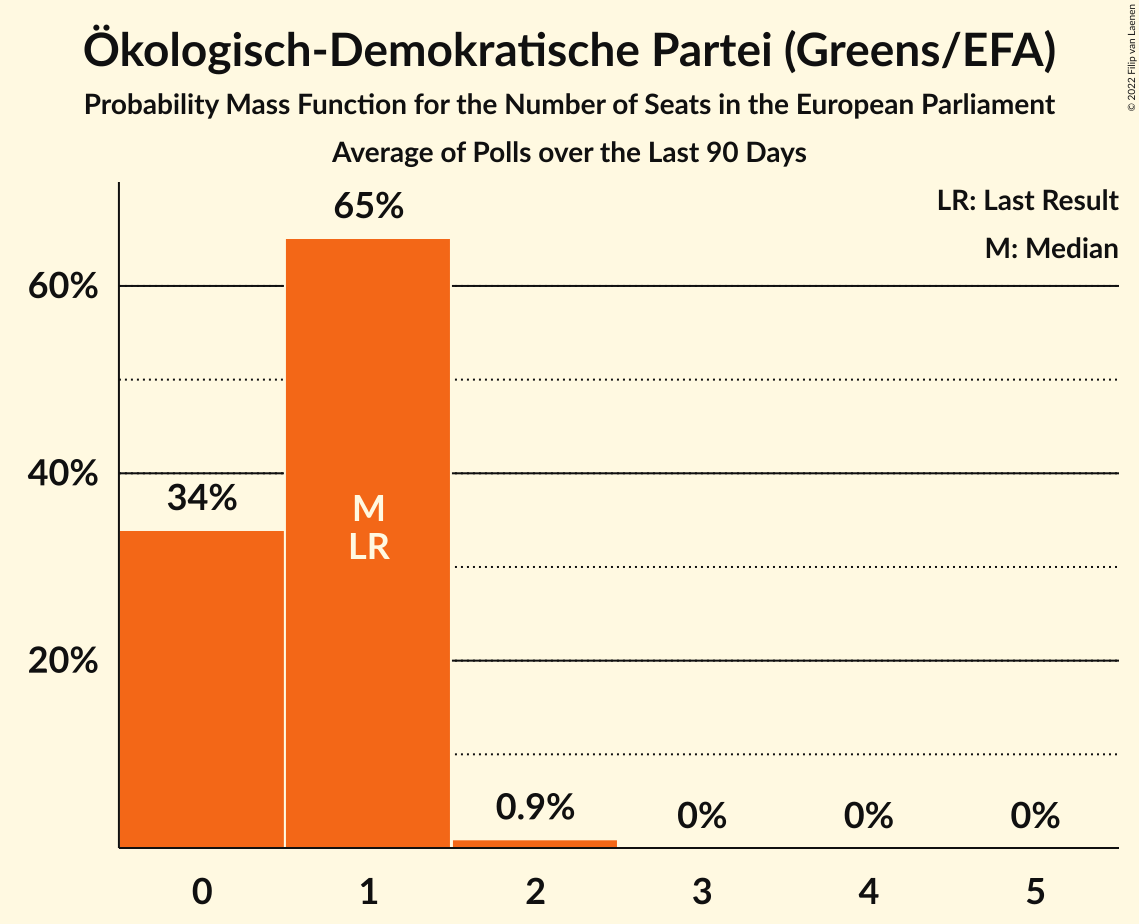 Ökologisch-Demokratische Partei (Greens/EFA)
Probability Mass Function for the Number of Seats in the European Parliament
Average of Polls over the Last 90 Days
© 2022 Filip van Laenen
LR: Last Result
M: Median
65%
60%
40%
34%
M
LR
20%
0.9%
0%
0%
0%
0
1
2
3
4
5